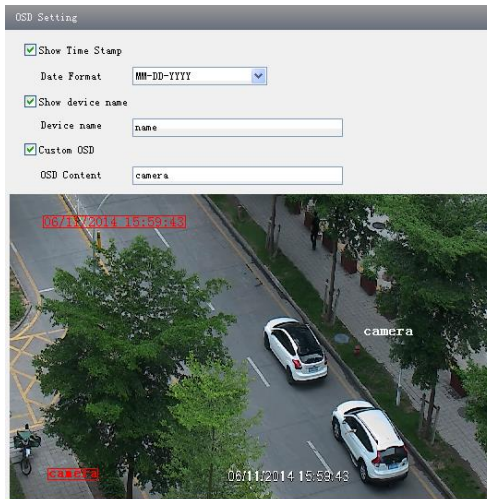 OSD Setting
Show Time Stamp
Date Format MM-DD-YYYY
Show device name
Device name name
Custom OSD
OSD Content camera
06/11/2014 15:59:43
camera
camera
06/11/2014 15:59:43